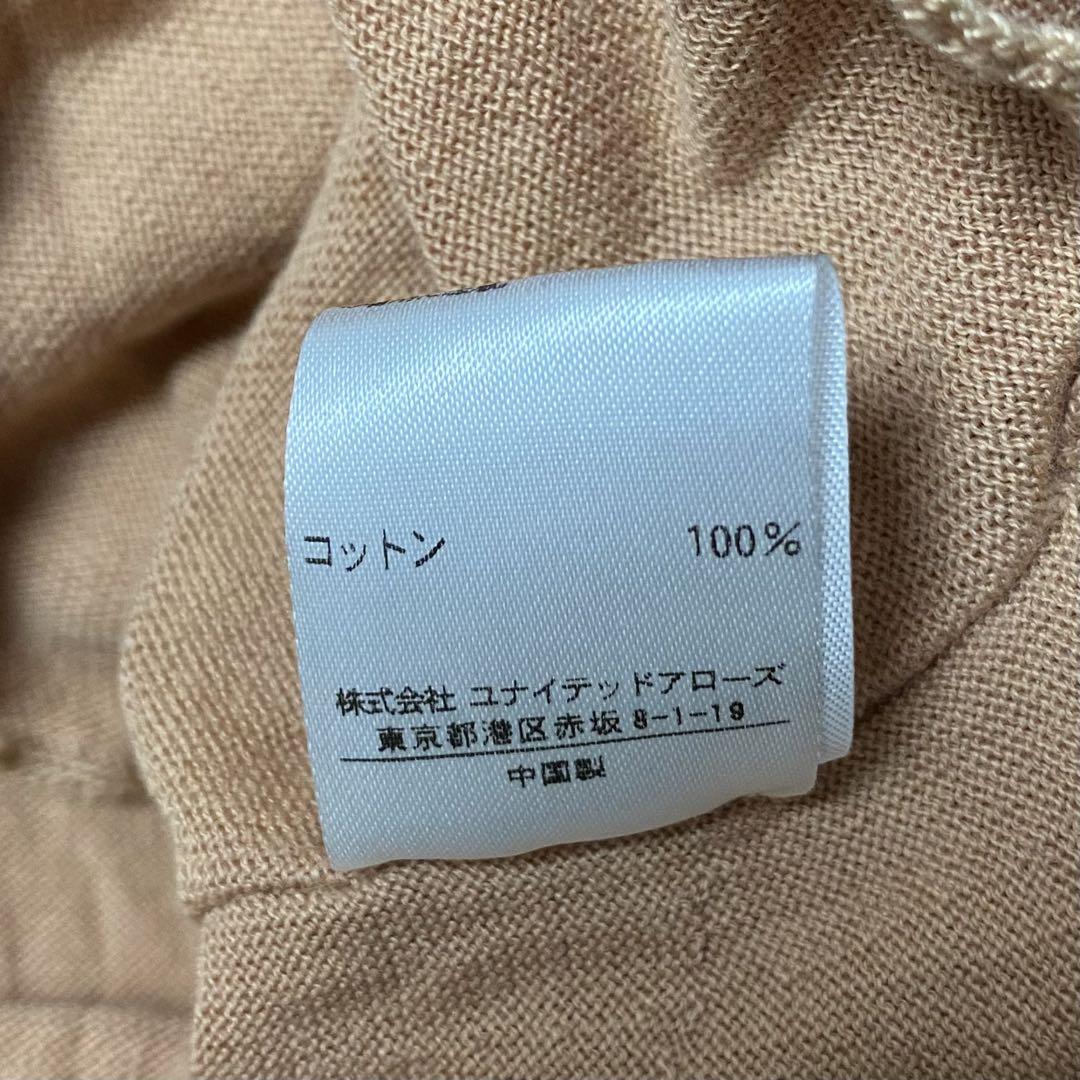 コットン 100%
株式会社 ユナイテッドアローズ
東京都港区赤坂8-1-19
中国製